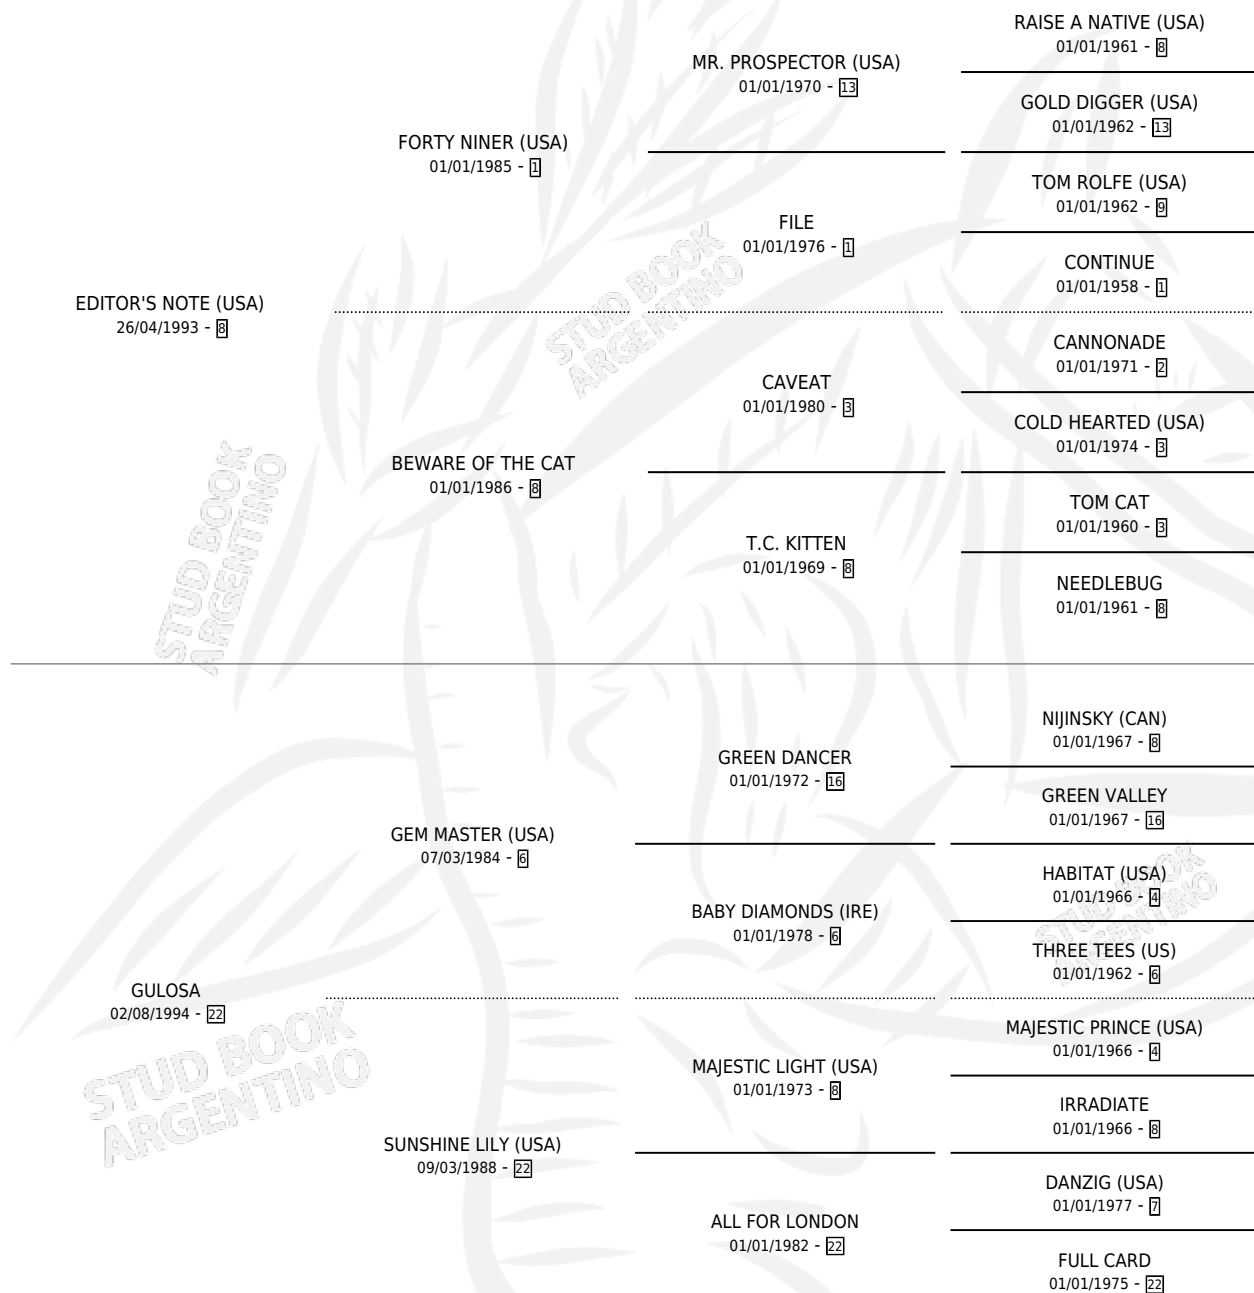 RAISE A NATIVE (USA)
01/01/1961 - 8
MR. PROSPECTOR (USA)
01/01/1970 - 13
GOLD DIGGER (USA)
01/01/1962 - 13
FORTY NINER (USA)
01/01/1985 - 1
TOM ROLFE (USA)
01/01/1962 - 9
FILE
01/01/1976 - 1
CONTINUE
01/01/1958 - 1
EDITOR'S NOTE (USA)
26/04/1993 - 8
CANNONADE
01/01/1971 - 2
CAVEAT
01/01/1980 - 3
COLD HEARTED (USA)
01/01/1974 - 3
BEWARE OF THE CAT
01/01/1986 - 8
TOM CAT
01/01/1960 - 3
T.C. KITTEN
01/01/1969 - 8
NEEDLEBUG
01/01/1961 - 8
NIJINSKY (CAN)
01/01/1967 - 8
GREEN DANCER
01/01/1972 - 16
GREEN VALLEY
01/01/1967 - 16
GEM MASTER (USA)
07/03/1984 - 6
HABITAT (USA)
01/01/1966 - 4
BABY DIAMONDS (IRE)
01/01/1978 - 6
THREE TEES (US)
01/01/1962 - 6
GULOSA
02/08/1994 - 22
MAJESTIC PRINCE (USA)
01/01/1966 - 4
MAJESTIC LIGHT (USA)
01/01/1973 - 8
IRRADIATE
01/01/1966 - 8
SUNSHINE LILY (USA)
09/03/1988 - 22
DANZIG (USA)
01/01/1977 - 7
ALL FOR LONDON
01/01/1982 - 22
FULL CARD
01/01/1975 - 22
STUD BOOK
ARGENTINO
STUD BOOK
ARGENTINO
STUD BOOK
ARGENTINO
STUD BOOK
ARGENTINO